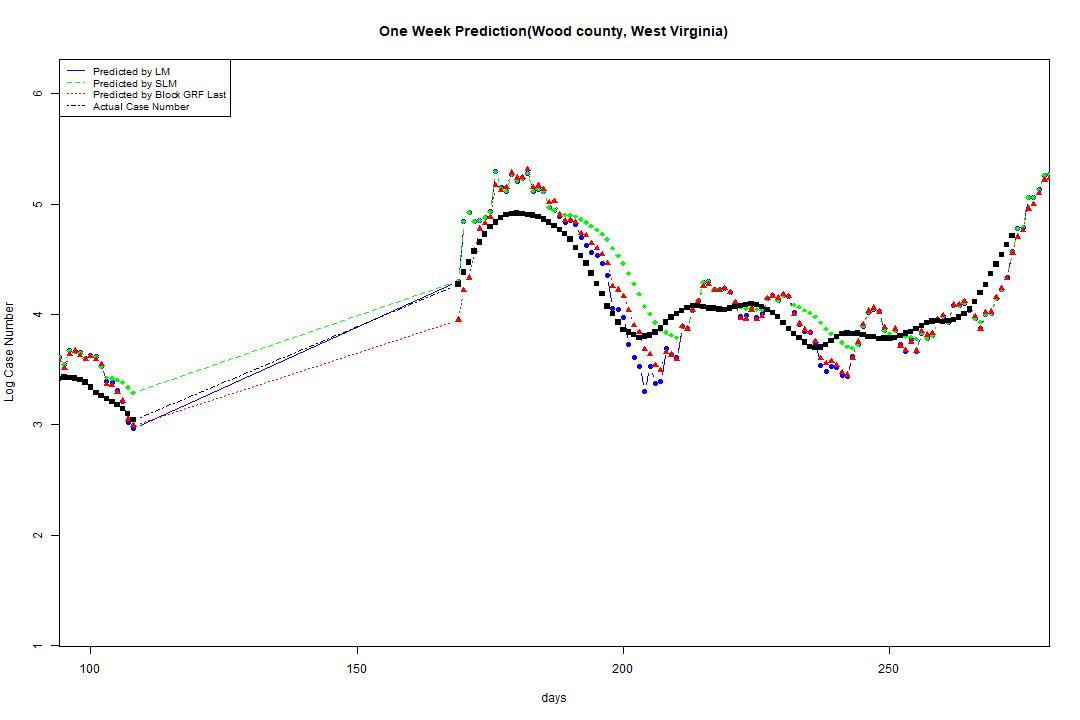 One Week Prediction(Wood county, West Virginia)
Predicted by LM
Predicted by SLM
Predicted by Block GRF Last
Actual Case Number
6
5
4
3
2
1
Log Case Number
100 150 200 250
days